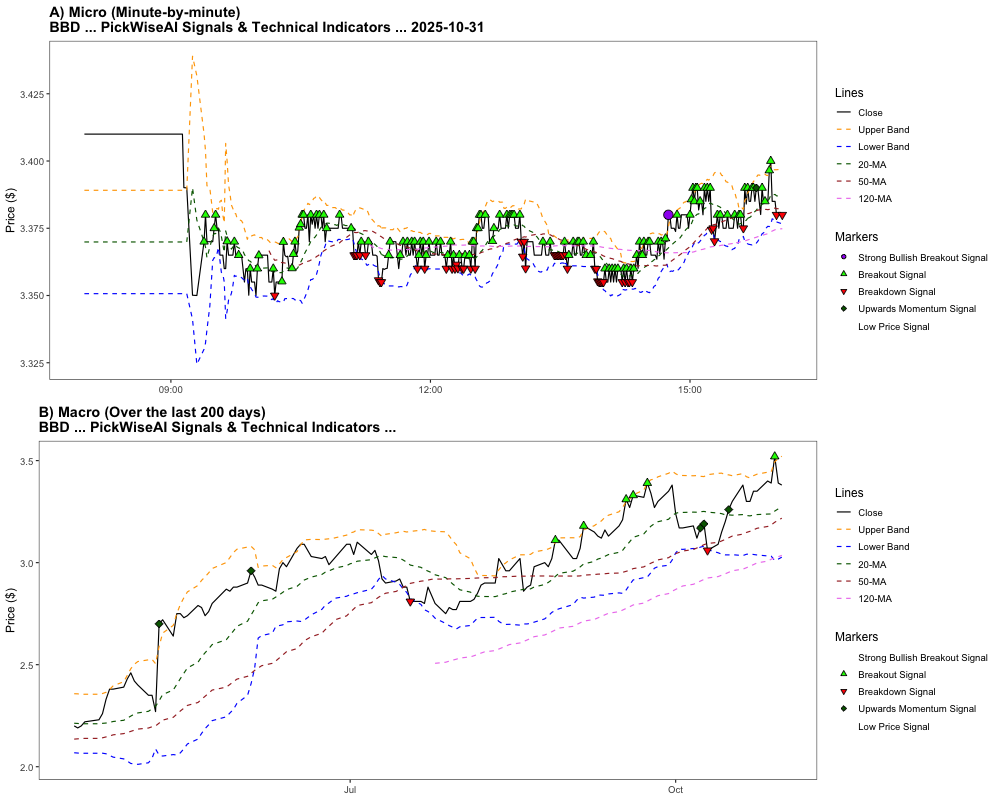 A) Micro (Minute-by-minute)
BBD ... PickWiseAI Signals & Technical Indicators ... 2025-10-31
Price ($)
3.425
3.400
3.375
3.350
3.325
09:00
12:00
15:00
Lines
Close
Upper Band
Lower Band
20-MA
50-MA
120-MA
Markers
Strong Bullish Breakout Signal
Breakout Signal
Breakdown Signal
Upwards Momentum Signal
Low Price Signal
B) Macro (Over the last 200 days)
BBD ... PickWiseAI Signals & Technical Indicators ...
Price ($)
3.5
3.0
2.5
2.0
Jul
Oct
Lines
Close
Upper Band
Lower Band
20-MA
50-MA
120-MA
Markers
Strong Bullish Breakout Signal
Breakout Signal
Breakdown Signal
Upwards Momentum Signal
Low Price Signal